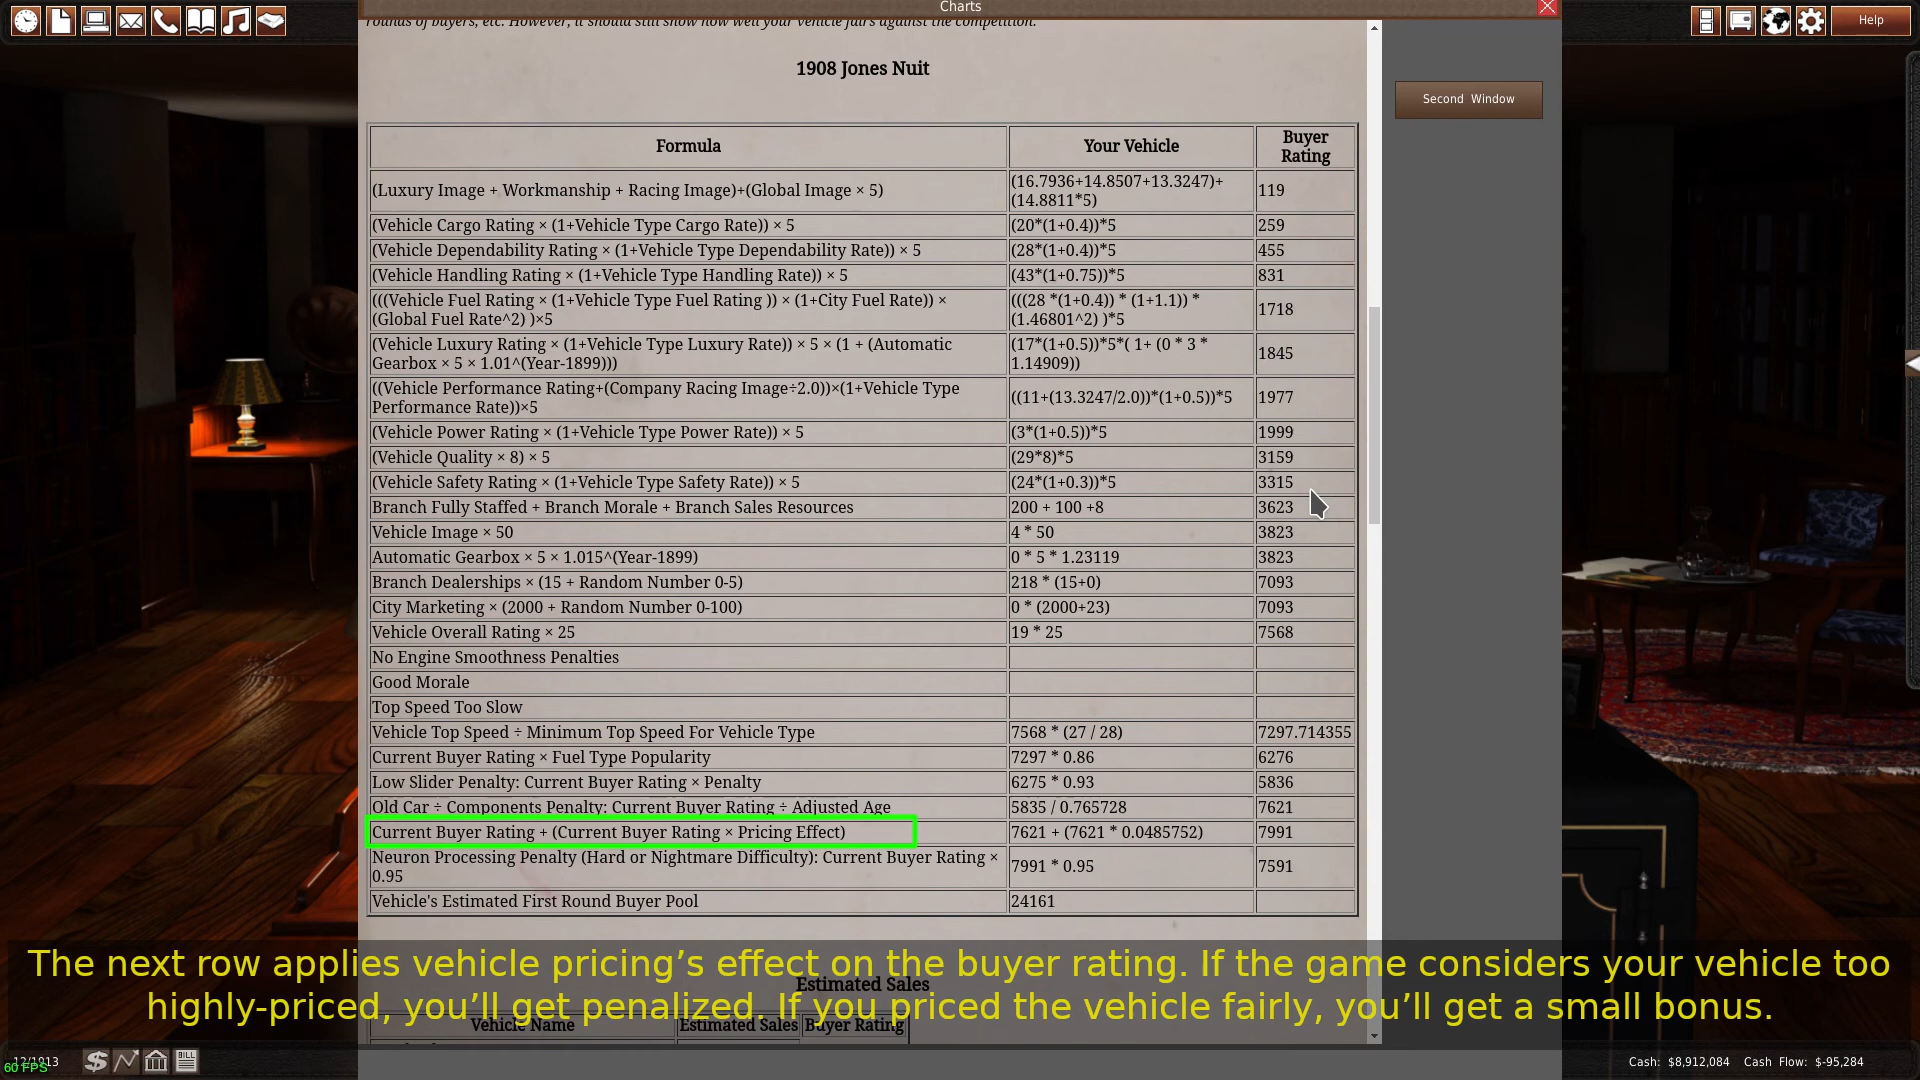 Charts
Help
rounds of buyers, etc. However, it should still show how well your vehicle fairs against the competition.
1908 Jones Nuit
Second Window
Formula
Your Vehicle
Buyer
Rating
(Luxury Image + Workmanship + Racing Image)+(Global Image × 5)
(16.7936+14.8507+13.3247)+
(14.8811*5)
119
(Vehicle Cargo Rating × (1+Vehicle Type Cargo Rate)) × 5
(20*(1+0.4))*5
259
(Vehicle Dependability Rating × (1+Vehicle Type Dependability Rate)) × 5
(28*(1+0.4))*5
455
(Vehicle Handling Rating × (1+Vehicle Type Handling Rate)) × 5
(43*(1+0.75))*5
831
(((Vehicle Fuel Rating × (1+Vehicle Type Fuel Rating )) × (1+City Fuel Rate)) ×
(Global Fuel Rate^2) )×5
(((28 *(1+0.4)) * (1+1.1)) *
(1.46801^2) )*5
1718
(Vehicle Luxury Rating × (1+Vehicle Type Luxury Rate)) × 5 × (1 + (Automatic
Gearbox × 5 × 1.01^(Year-1899)))
(17*(1+0.5))*5*( 1+ (0 * 3 *
1.14909))
1845
((Vehicle Performance Rating+(Company Racing Image÷2.0))×(1+Vehicle Type
Performance Rate))×5
((11+(13.3247/2.0))*(1+0.5))*5
1977
(Vehicle Power Rating × (1+Vehicle Type Power Rate)) × 5
(3*(1+0.5))*5
1999
(Vehicle Quality × 8) × 5
(29*8)*5
3159
(Vehicle Safety Rating × (1+Vehicle Type Safety Rate)) × 5
(24*(1+0.3))*5
3315
Branch Fully Staffed + Branch Morale + Branch Sales Resources
200 + 100 +8
3623
Vehicle Image × 50
4 * 50
3823
Automatic Gearbox × 5 × 1.015^(Year-1899)
0 * 5 * 1.23119
3823
Branch Dealerships × (15 + Random Number 0-5)
218 * (15+0)
7093
City Marketing × (2000 + Random Number 0-100)
0 * (2000+23)
7093
Vehicle Overall Rating × 25
19 * 25
7568
No Engine Smoothness Penalties
Good Morale
Top Speed Too Slow
Vehicle Top Speed ÷ Minimum Top Speed For Vehicle Type
7568 * (27 / 28)
7297.714355
Current Buyer Rating × Fuel Type Popularity
7297 * 0.86
6276
Low Slider Penalty: Current Buyer Rating × Penalty
6275 * 0.93
5836
Old Car ÷ Components Penalty: Current Buyer Rating ÷ Adjusted Age
5835 / 0.765728
7621
Current Buyer Rating + (Current Buyer Rating × Pricing Effect)
7621 + (7621 * 0.0485752)
7991
Neuron Processing Penalty (Hard or Nightmare Difficulty): Current Buyer Rating ×
0.95
7991 * 0.95
7591
Vehicle's Estimated First Round Buyer Pool
24161
The next row applies vehicle pricing’s effect on the buyer rating. If the game considers your vehicle too
highly-priced, you’ll get penalized. If you priced the vehicle fairly, you’ll get a small bonus.
Estimated Sales
Vehicle Name
Estimated Sales
Buyer Rating
12/1913
60 FPS
BILL
Cash: $8,912,084 Cash Flow: $-95,284